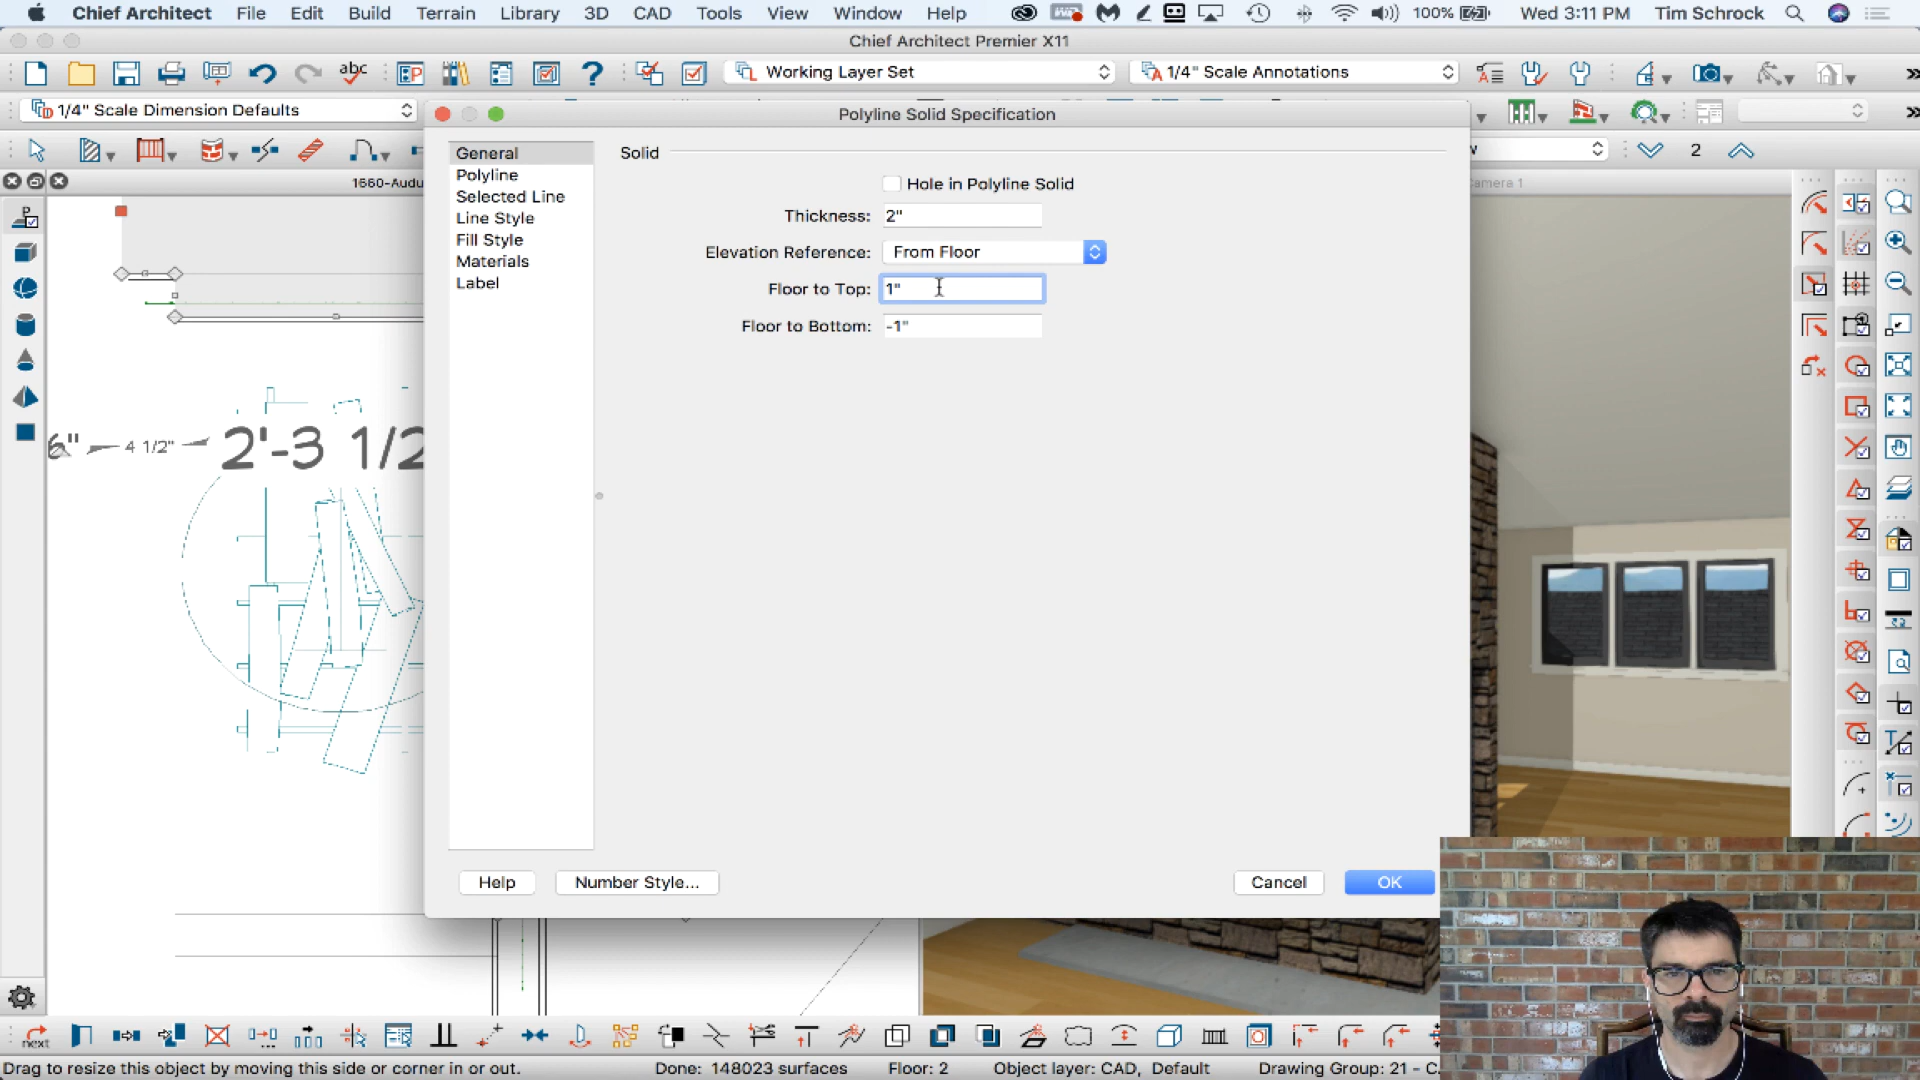 Chief Architect File Edit Build Terrain Library 3D CAD Tools View Window Help 100% Wed 3:11 PM Tim Schrock
Chief Architect Premier X11
abc Working Layer Set 1/4" Scale Annotations
1/4" Scale Dimension Defaults
Polyline Solid Specification
2
1660-Audu
amera 1
General
Polyline
Selected Line
Line Style
Fill Style
Materials
Label
Solid
Hole in Polyline Solid
Thickness: 2"
Elevation Reference: From Floor
Floor to Top: 1"
Floor to Bottom: -1"
6" 4 1/2" 2'-3 1/2
Help Number Style... Cancel OK
next
Drag to resize this object by moving this side or corner in or out. Done: 148023 surfaces Floor: 2 Object layer: CAD, Default Drawing Group: 21 - C